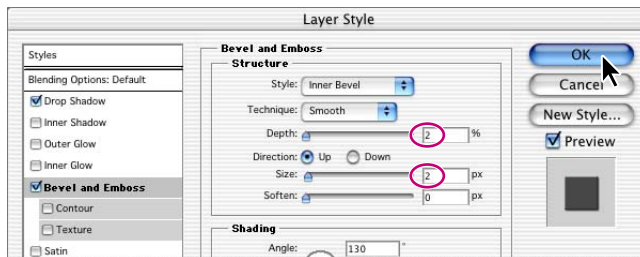 Layer Style
Styles
Blending Options: Default
Drop Shadow
Inner Shadow
Outer Glow
Inner Glow
Bevel and Emboss
Contour
Texture
Satin
Bevel and Emboss
Structure
Style: Inner Bevel
Technique: Smooth
Depth: 2 %
Direction: Up Down
Size: 2 px
Soften: 0 px
Shading
Angle: 130 °
OK
Cancel
New Style...
Preview